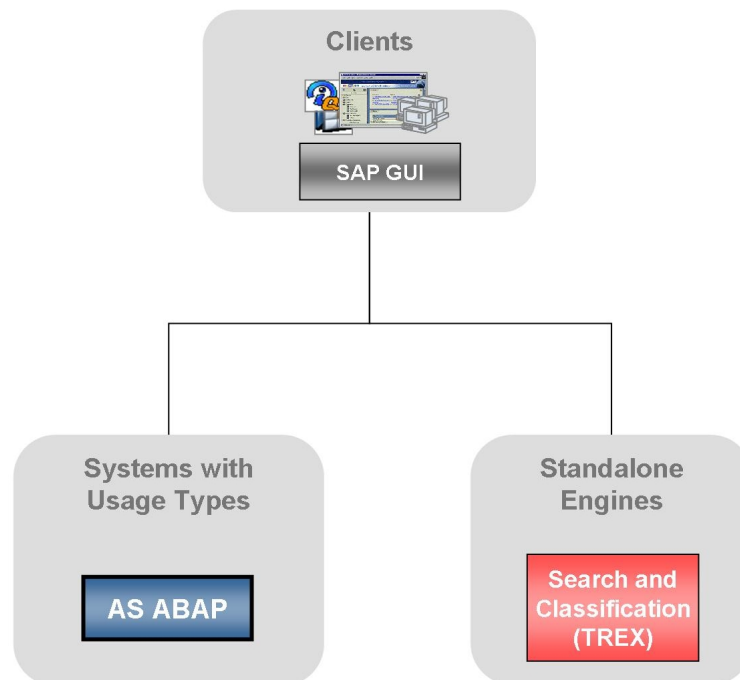 Clients
SAP GUI
Systems with
Usage Types
AS ABAP
Standalone
Engines
Search and
Classification
(TREX)